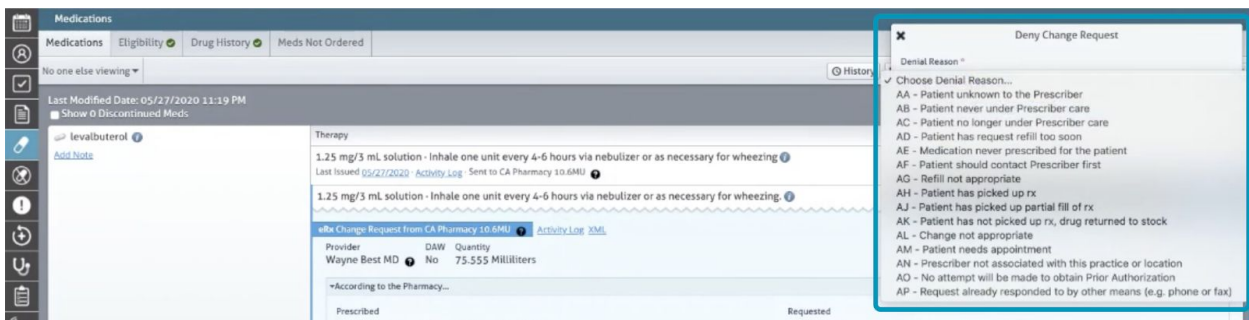 Medications
Medications Eligibility Drug History Meds Not Ordered
No one else viewing
History
Last Modified Date: 05/27/2020 11:19 PM
Show 0 Discontinued Meds
levalbuterol
Add Note
Therapy
1.25 mg/3 mL solution - Inhale one unit every 4-6 hours via nebulizer or as necessary for wheezing
Last Issued 05/27/2020 · Activity Log · Sent to CA Pharmacy 10.6MU
1.25 mg/3 mL solution - Inhale one unit every 4-6 hours via nebulizer or as necessary for wheezing.
eRx Change Request from CA Pharmacy 10.6MU Activity Log XML
Provider DAW Quantity
Wayne Best MD No 75.555 Milliliters
According to the Pharmacy...
Prescribed Requested
Deny Change Request
Denial Reason *
Choose Denial Reason...
AA - Patient unknown to the Prescriber
AB - Patient never under Prescriber care
AC - Patient no longer under Prescriber care
AD - Patient has request refill too soon
AE - Medication never prescribed for the patient
AF - Patient should contact Prescriber first
AG - Refill not appropriate
AH - Patient has picked up rx
AJ - Patient has picked up partial fill of rx
AK - Patient has not picked up rx, drug returned to stock
AL - Change not appropriate
AM - Patient needs appointment
AN - Prescriber not associated with this practice or location
AO - No attempt will be made to obtain Prior Authorization
AP - Request already responded to by other means (e.g. phone or fax)